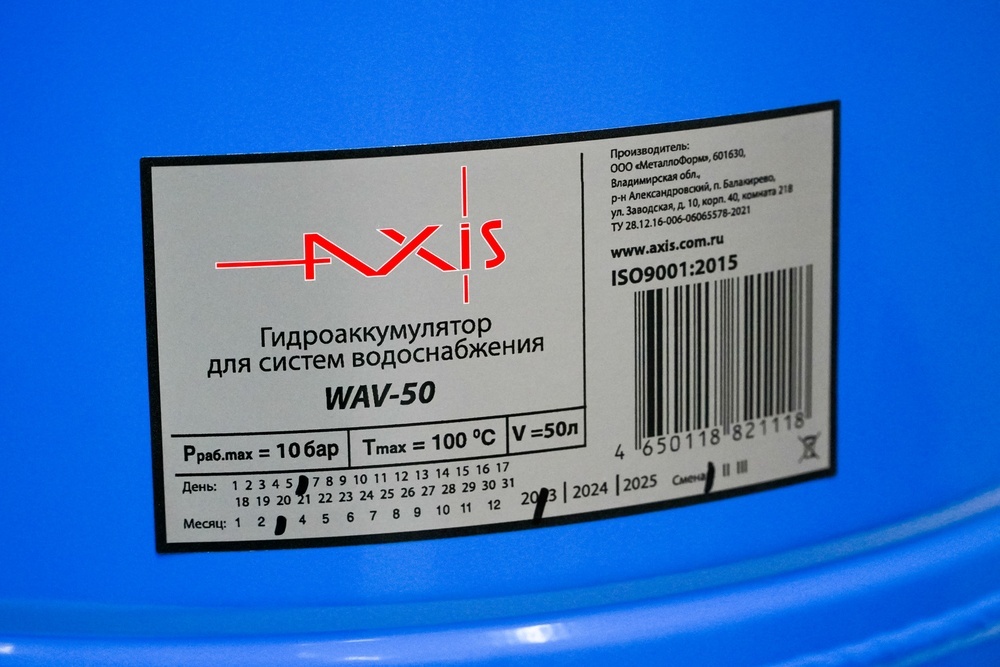 AXIS
Гидроаккумулятор
для систем водоснабжения
WAV-50
Pраб.max = 10 бар
Tmax = 100 ⁰C
V =50л
День: 1 2 3 4 5 7 8 9 10 11 12 13 14 15 16 17
18 19 20 21 22 23 24 25 26 27 28 29 30 31
Месяц: 1 2 4 5 6 7 8 9 10 11 12
2023 | 2024 | 2025
Смена II III
Производитель:
ООО «МеталлоФорм», 601630,
Владимирская обл.,
р-н Александровский, п. Балакирево,
ул. Заводская, д. 10, корп. 40, комната 218
ТУ 28.12.16-006-06065578-2021
www.axis.com.ru
ISO9001:2015
4 650118 821118